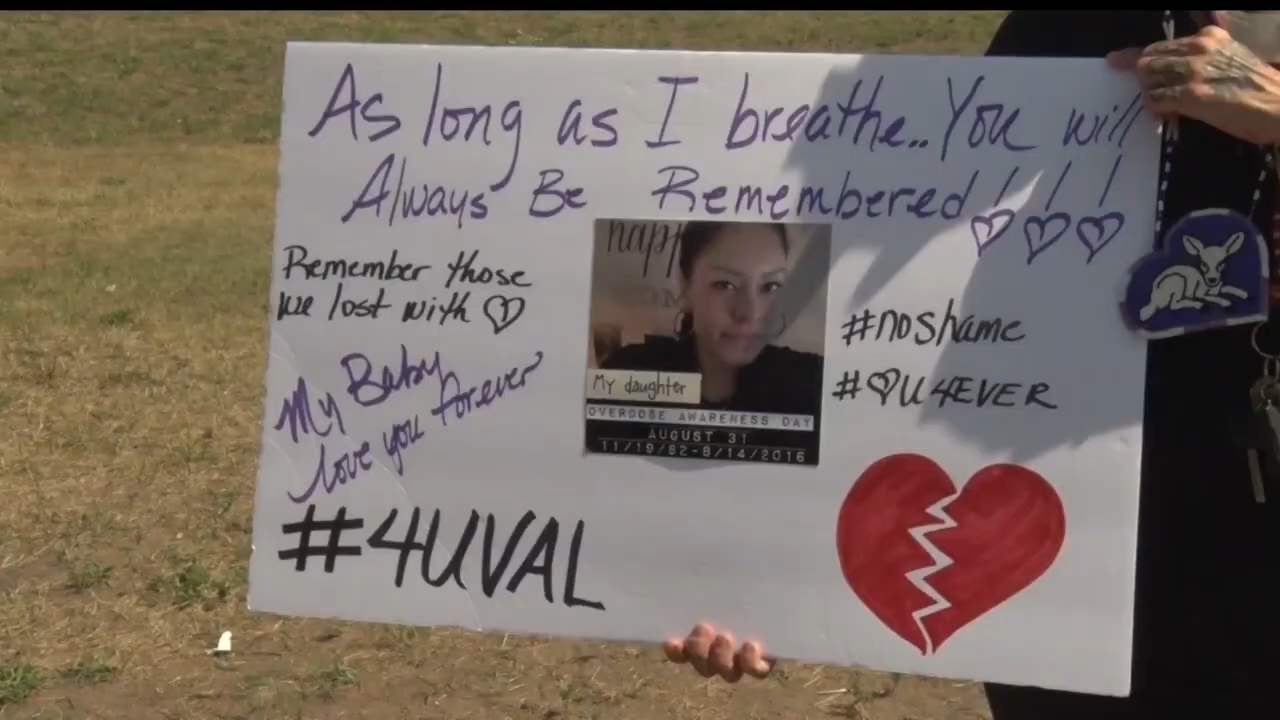 As long as I breathe.. You will
Always Be Remembered!!!
Remember those
we lost with
My Baby
love you forever
#4UVAL
happ
My daughter
OVERDOSE AWARENESS DAY
AUGUST 31
11/19/82-8/14/2016
#noshame
#♡U4EVER